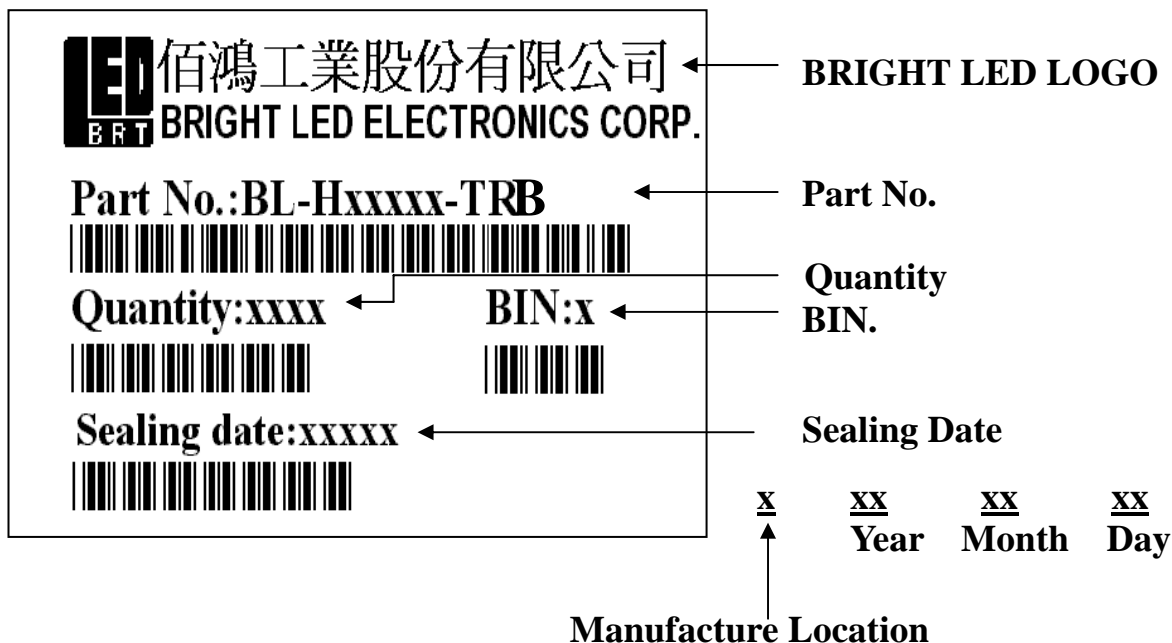 LED 佰鴻工業股份有限公司 BRIGHT LED LOGO
BRT BRIGHT LED ELECTRONICS CORP.
Part No.:BL-Hxxxxx-TRB Part No.
Quantity
Quantity:xxxx BIN:x BIN.
Sealing date:xxxxx Sealing Date
x xx xx xx
Year Month Day
Manufacture Location